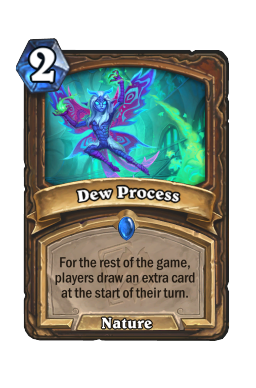 2
Dew Process
For the rest of the game,
players draw an extra card
at the start of their turn.
Nature